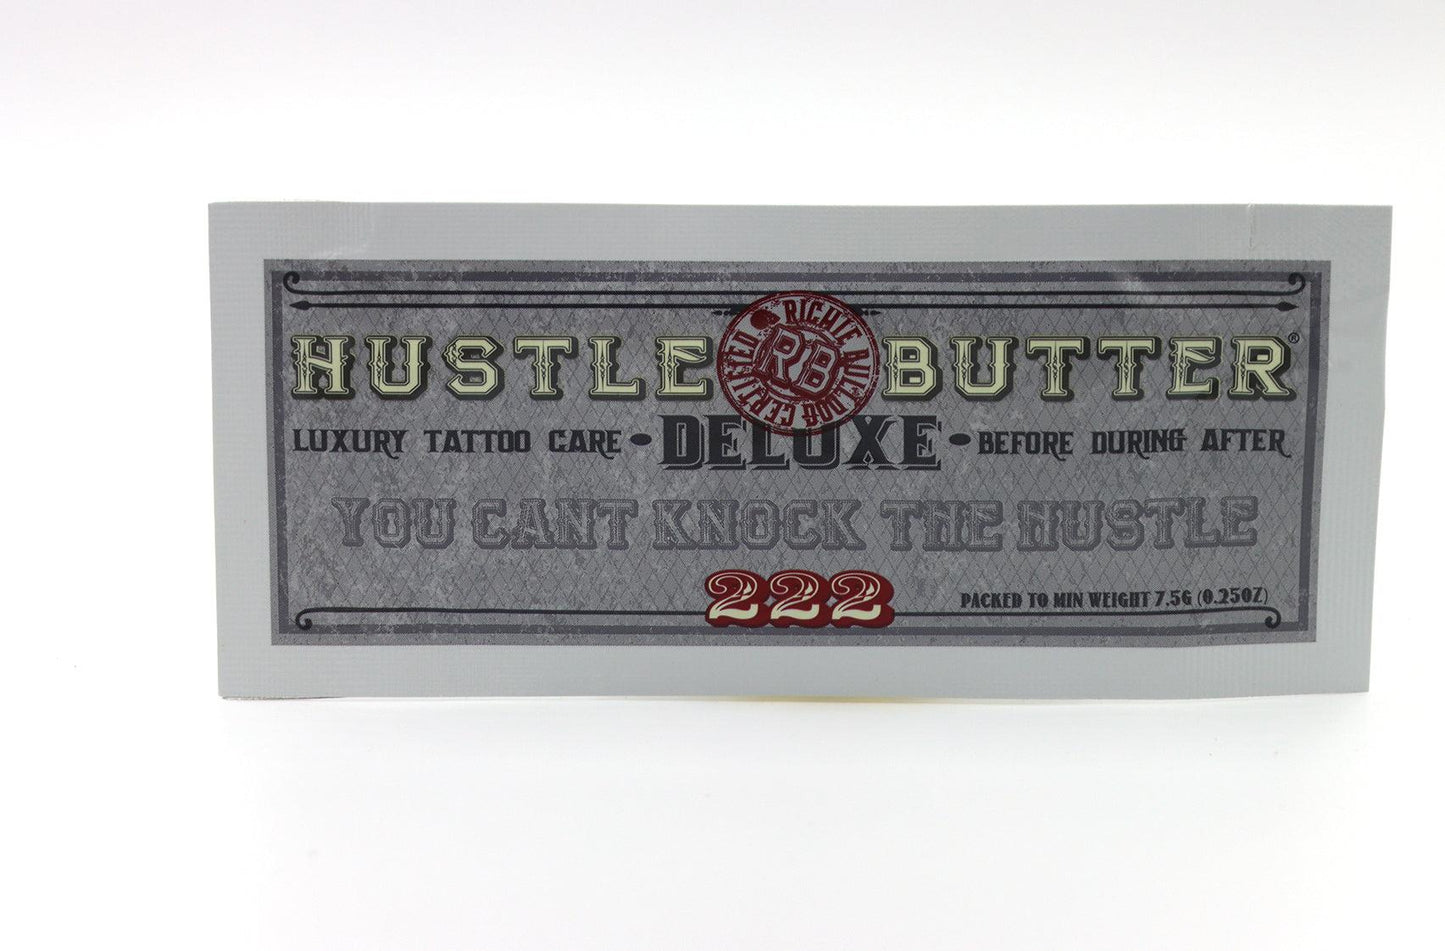 HUSTLE BUTTER®
RICHIE BULLDOG CERTIFIED
RB
LUXURY TATTOO CARE • DELUXE • BEFORE DURING AFTER
YOU CANT KNOCK THE HUSTLE
222
PACKED TO MIN WEIGHT 7.5G (0.25OZ)